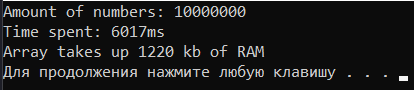 Amount of numbers: 10000000
Time spent: 6017ms
Array takes up 1220 kb of RAM
Для продолжения нажмите любую клавишу . . .